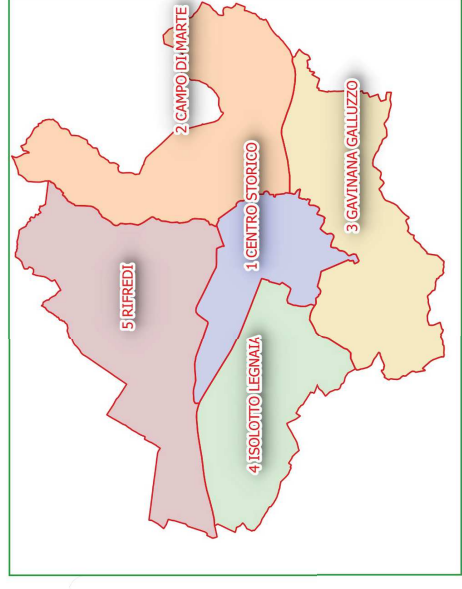 2 CAMPO DI MARTE
3 GAVINANA GALLUZZO
1 CENTRO STORICO
5 RIFREDI
4 ISOLOTTO LEGNAIA